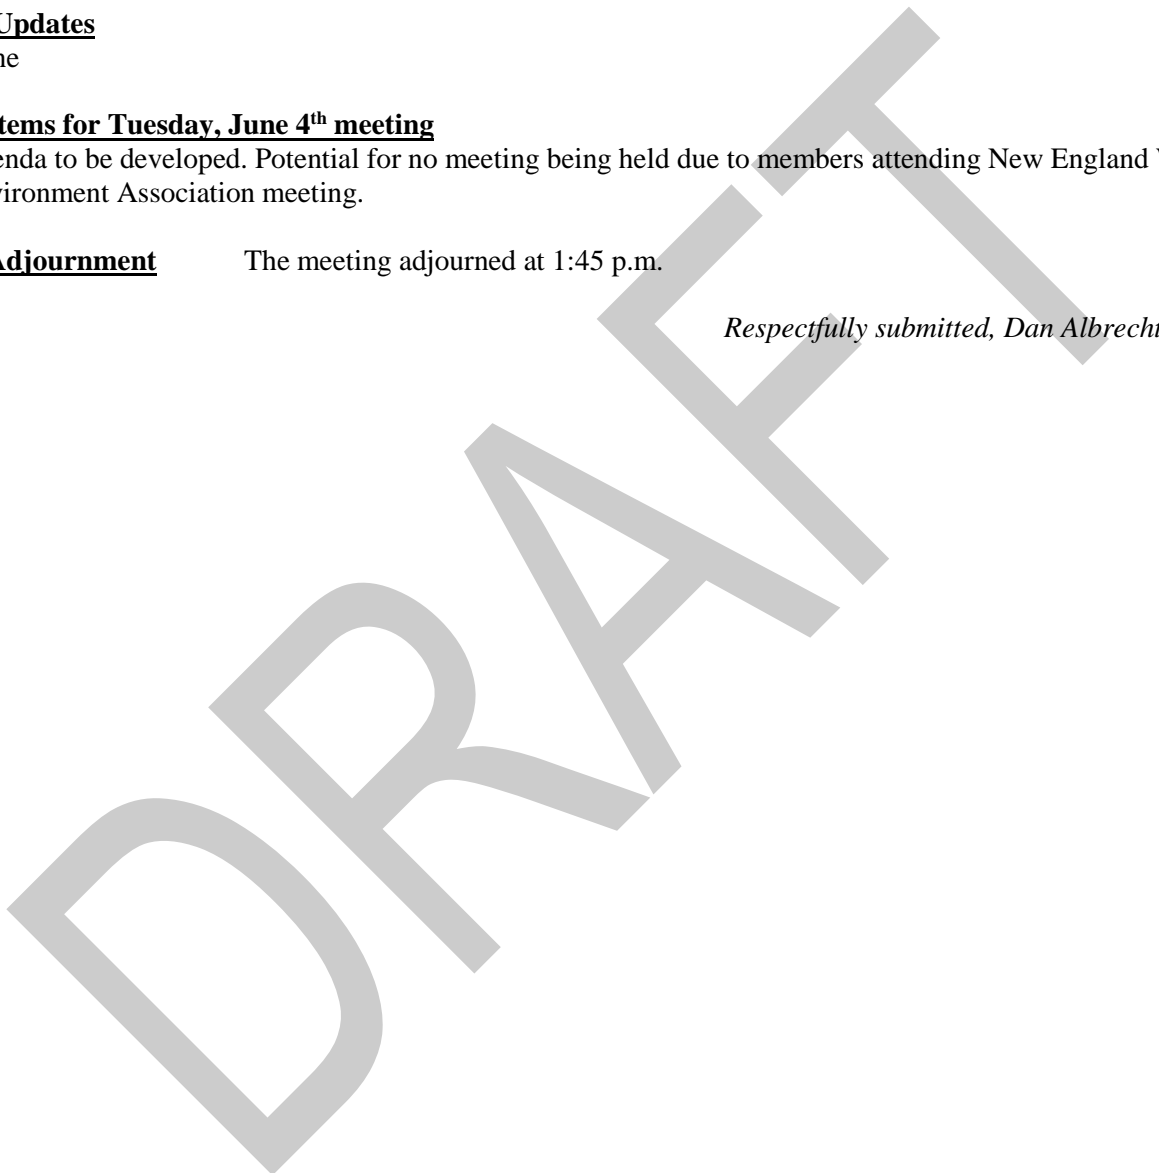 Updates
ne
tems for Tuesday, June 4th meeting
enda to be developed. Potential for no meeting being held due to members attending New England
vironment Association meeting.
Adjournment The meeting adjourned at 1:45 p.m.
Respectfully submitted, Dan Albrecht
DRAFT